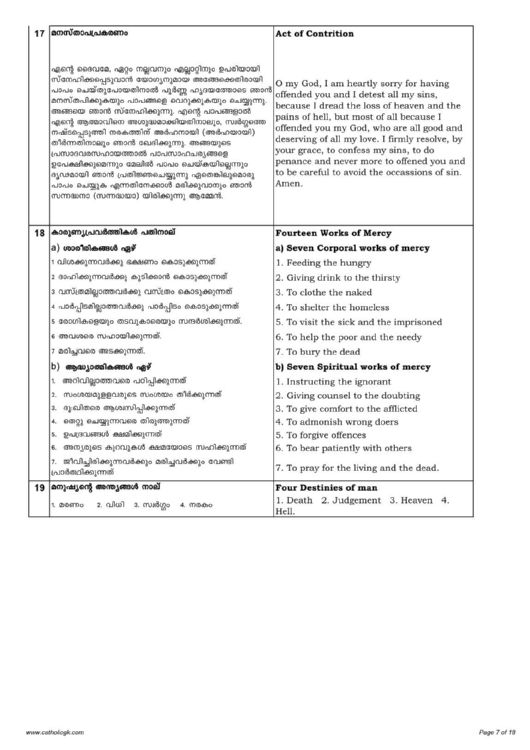 17 മനസ്താപപ്രകരണം
Act of Contrition
എന്റെ ദൈവമേ, ഏറ്റം നല്ലവനും എല്ലാറ്റിനും ഉപരിയായി
സ്നേഹിക്കപ്പെടുവാൻ യോഗ്യനുമായ അങ്ങേക്കെതിരായി
പാപം ചെയ്തുപോയതിനാൽ പൂർണ്ണ ഹൃദയത്തോടെ ഞാൻ
മനസ്തപിക്കുകയും പാപങ്ങളെ വെറുക്കുകയും ചെയ്യുന്നു.
അങ്ങയെ ഞാൻ സ്നേഹിക്കുന്നു. എന്റെ പാപങ്ങളാൽ
എന്റെ ആത്മാവിനെ അശുദ്ധമാക്കിയതിനാലും, സ്വർഗ്ഗത്തെ
നഷ്ടപ്പെടുത്തി നരകത്തിന് അർഹനായി (അർഹയായി)
തീർന്നതിനാലും ഞാൻ ഖേദിക്കുന്നു. അങ്ങയുടെ
പ്രസാദവരസഹായത്താൽ പാപസാഹചര്യങ്ങളെ
ഉപേക്ഷിക്കുമെന്നും മേലിൽ പാപം ചെയ്കയില്ലെന്നും
ദൃഢമായി ഞാൻ പ്രതിജ്ഞചെയ്യുന്നു ഏതെങ്കിലുമൊരു
പാപം ചെയ്യുക എന്നതിനേക്കാൾ മരിക്കുവാനും ഞാൻ
സന്നദ്ധനാ (സന്നദ്ധയാ) യിരിക്കുന്നു ആമ്മേൻ.
O my God, I am heartly sorry for having
offended you and I detest all my sins,
because I dread the loss of heaven and the
pains of hell, but most of all because I
offended you my God, who are all good and
deserving of all my love. I firmly resolve, by
your grace, to confess my sins, to do
penance and never more to offened you and
to be careful to avoid the occassions of sin.
Amen.
18 കാരുണ്യപ്രവർത്തികൾ പതിനാല്
Fourteen Works of Mercy
a) ശാരീരികങ്ങൾ ഏഴ്
a) Seven Corporal works of mercy
1 വിശക്കുന്നവർക്കു ഭക്ഷണം കൊടുക്കുന്നത്
1. Feeding the hungry
2 ദാഹിക്കുന്നവർക്കു കുടിക്കാൻ കൊടുക്കുന്നത്
2. Giving drink to the thirsty
3 വസ്ത്രമില്ലാത്തവർക്കു വസ്ത്രം കൊടുക്കുന്നത്
3. To clothe the naked
4 പാർപ്പിടമില്ലാത്തവർക്കു പാർപ്പിടം കൊടുക്കുന്നത്
4. To shelter the homeless
5 രോഗികളെയും തടവുകാരെയും സന്ദർശിക്കുന്നത്.
5. To visit the sick and the imprisoned
6 അവശരെ സഹായിക്കുന്നത്.
6. To help the poor and the needy
7 മരിച്ചവരെ അടക്കുന്നത്.
7. To bury the dead
b) ആദ്ധ്യാത്മികങ്ങൾ ഏഴ്
b) Seven Spiritual works of mercy
1. അറിവില്ലാത്തവരെ പഠിപ്പിക്കുന്നത്
1. Instructing the ignorant
2. സംശയമുള്ളവരുടെ സംശയം തീർക്കുന്നത്
2. Giving counsel to the doubting
3. ദുഃഖിതരെ ആശ്വസിപ്പിക്കുന്നത്
3. To give comfort to the afflicted
4. തെറ്റു ചെയ്യുന്നവരെ തിരുത്തുന്നത്
4. To admonish wrong doers
5. ഉപദ്രവങ്ങൾ ക്ഷമിക്കുന്നത്
5. To forgive offences
6. അന്യരുടെ കുറവുകൾ ക്ഷമയോടെ സഹിക്കുന്നത്
6. To bear patiently with others
7. ജീവിച്ചിരിക്കുന്നവർക്കും മരിച്ചവർക്കും വേണ്ടി
പ്രാർത്ഥിക്കുന്നത്
7. To pray for the living and the dead.
19 മനുഷ്യന്റെ അന്ത്യങ്ങൾ നാല്
Four Destinies of man
1. മരണം 2. വിധി 3. സ്വർഗ്ഗം 4. നരകം
1. Death 2. Judgement 3. Heaven 4.
Hell.
www.cathologk.com
Page 7 of 19